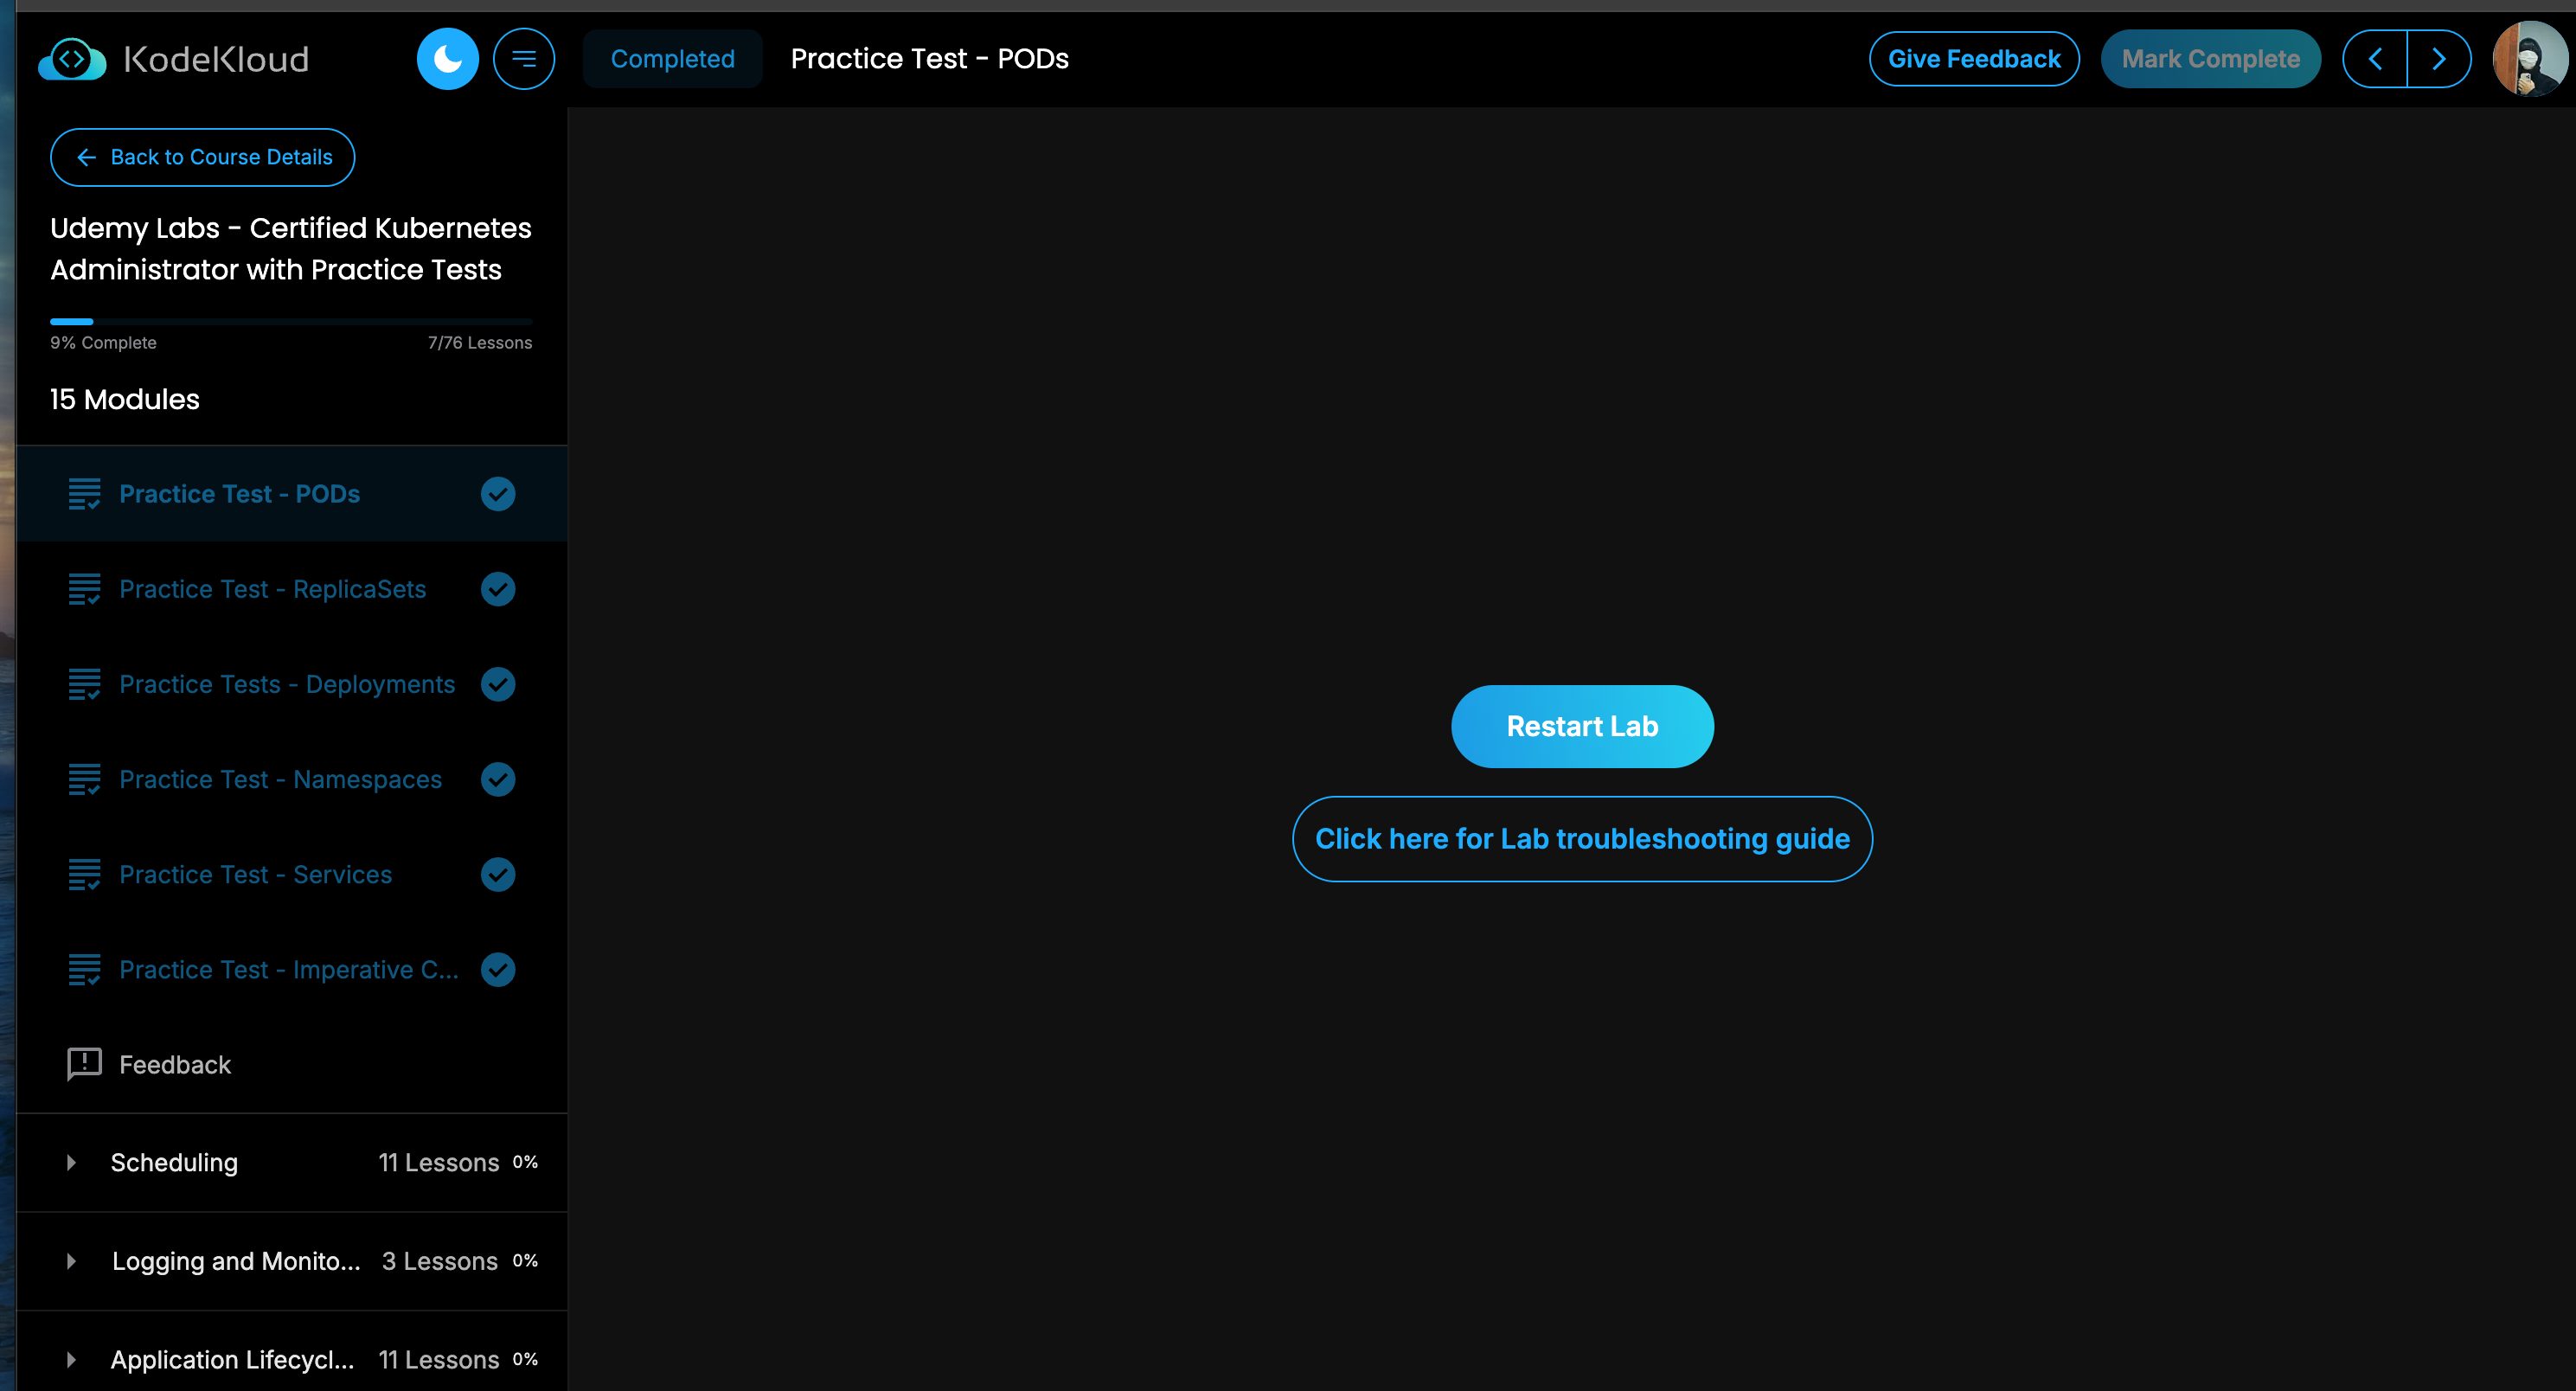 KodeKloud
Completed
Practice Test - PODs
Give Feedback
Mark Complete
Back to Course Details
Udemy Labs - Certified Kubernetes
Administrator with Practice Tests
9% Complete
7/76 Lessons
15 Modules
Practice Test - PODs
Practice Test - ReplicaSets
Practice Tests - Deployments
Practice Test - Namespaces
Practice Test - Services
Practice Test - Imperative C...
Feedback
Scheduling 11 Lessons 0%
Logging and Monito... 3 Lessons 0%
Application Lifecycl... 11 Lessons 0%
Restart Lab
Click here for Lab troubleshooting guide